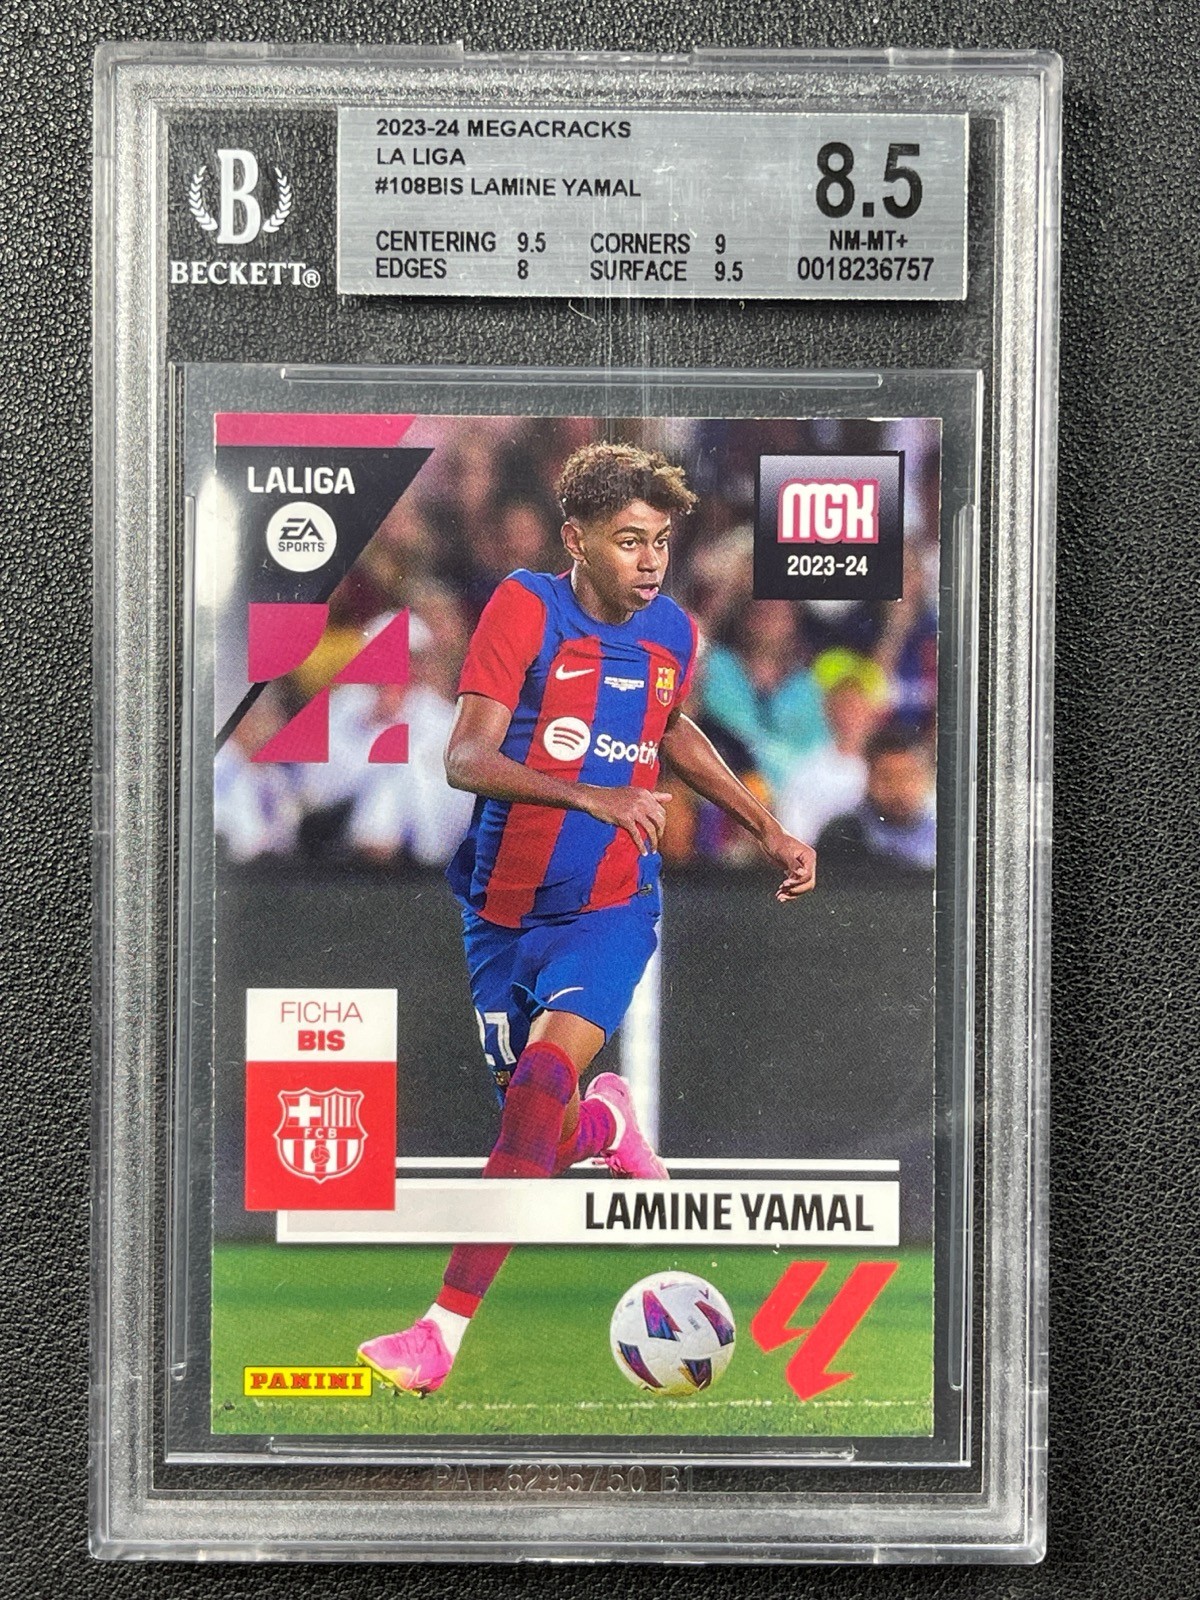 2023-24 MEGACRACKS
LA LIGA
#108BIS LAMINE YAMAL
8.5
CENTERING 9.5 CORNERS 9 NM-MT+
EDGES 8 SURFACE 9.5 0018236757
B
BECKETT®
LALIGA
EA
SPORTS
MGK
2023-24
Spotify
27
FICHA
BIS
FCB
LAMINE YAMAL
PANINI
PAT.6295750 B1